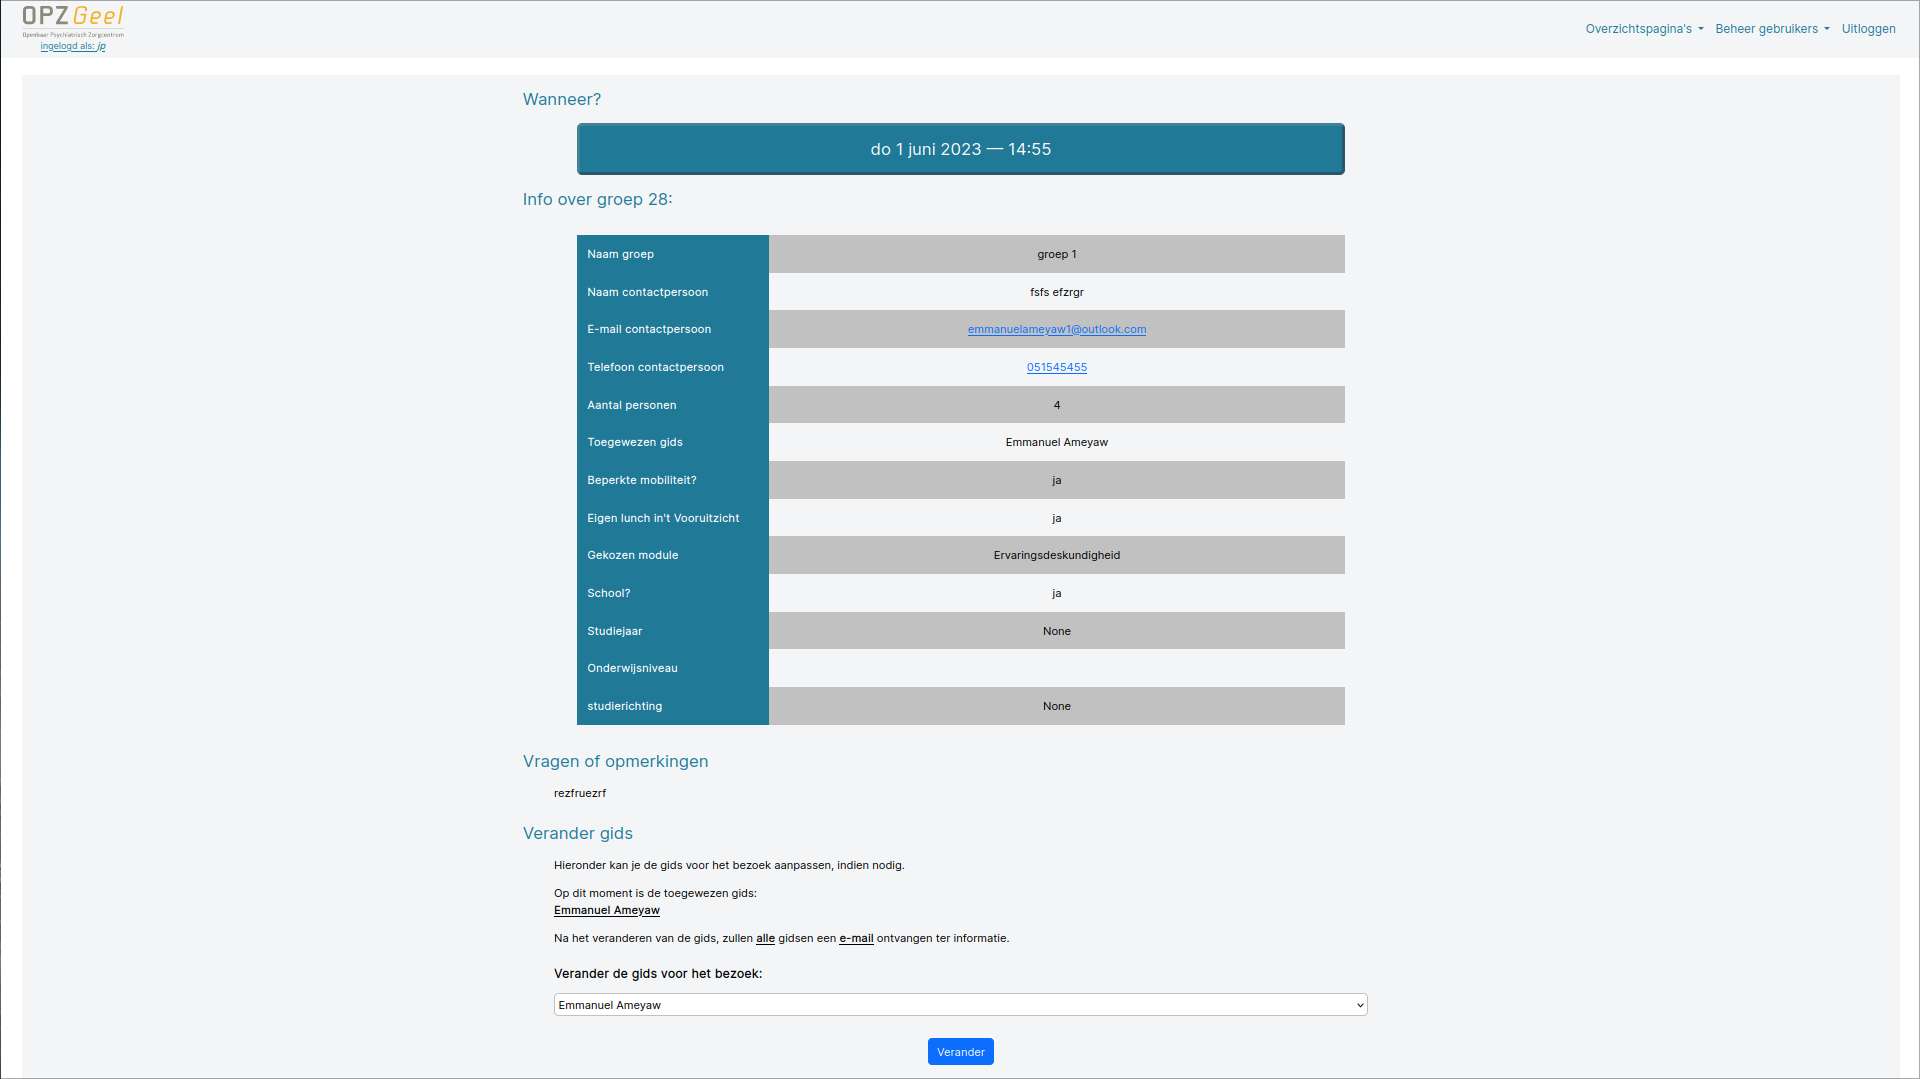 OPZ Geel
Openbaar Psychiatrisch Zorgcentrum
ingelogd als: jp
Overzichtspagina's Beheer gebruikers Uitloggen
Wanneer?
do 1 juni 2023 — 14:55
Info over groep 28:
Naam groep groep 1
Naam contactpersoon fsfs efzrgr
E-mail contactpersoon emmanuelameyaw1@outlook.com
Telefoon contactpersoon 051545455
Aantal personen 4
Toegewezen gids Emmanuel Ameyaw
Beperkte mobiliteit? ja
Eigen lunch in't Vooruitzicht ja
Gekozen module Ervaringsdeskundigheid
School? ja
Studiejaar None
Onderwijsniveau
studierichting None
Vragen of opmerkingen
rezfruezrf
Verander gids
Hieronder kan je de gids voor het bezoek aanpassen, indien nodig.
Op dit moment is de toegewezen gids:
Emmanuel Ameyaw
Na het veranderen van de gids, zullen alle gidsen een e-mail ontvangen ter informatie.
Verander de gids voor het bezoek:
Emmanuel Ameyaw
Verander